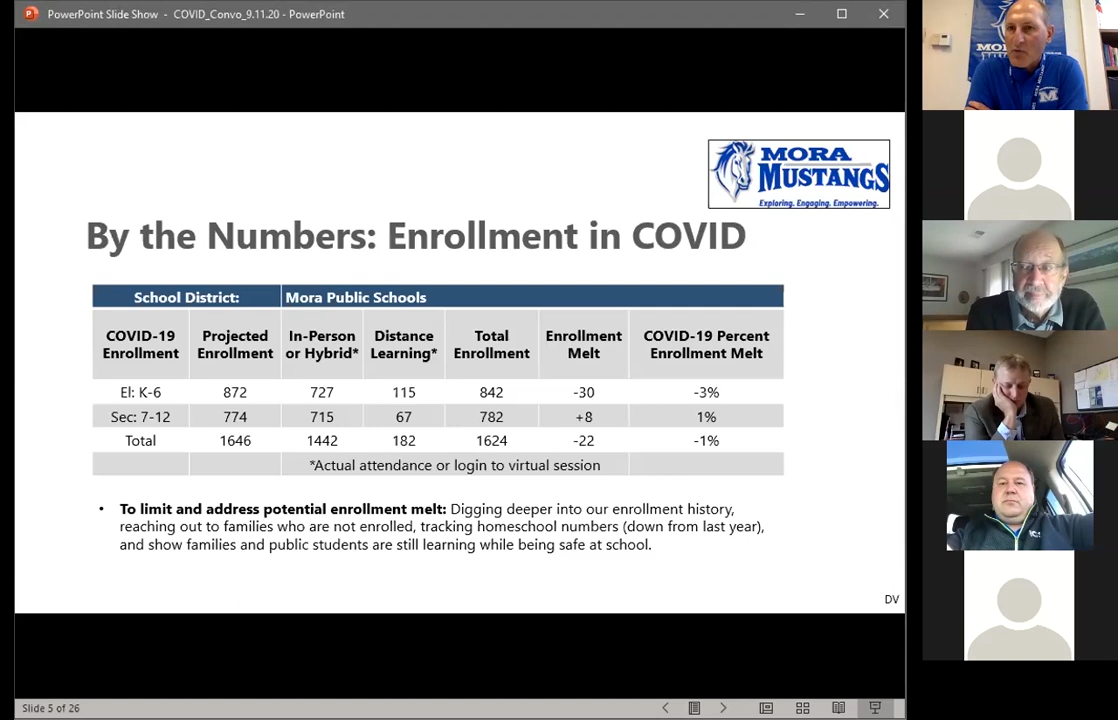 PowerPoint Slide Show - COVID_Convo_9.11.20 - PowerPoint
MORA
MUSTANGS
Exploring. Engaging. Empowering.
By the Numbers: Enrollment in COVID
School District: Mora Public Schools
COVID-19 Enrollment Projected Enrollment In-Person or Hybrid* Distance Learning* Total Enrollment Enrollment Melt COVID-19 Percent Enrollment Melt
El: K-6 872 727 115 842 -30 -3%
Sec: 7-12 774 715 67 782 +8 1%
Total 1646 1442 182 1624 -22 -1%
*Actual attendance or login to virtual session
• To limit and address potential enrollment melt: Digging deeper into our enrollment history,
reaching out to families who are not enrolled, tracking homeschool numbers (down from last year),
and show families and public students are still learning while being safe at school.
DV
Slide 5 of 26
MORA
M